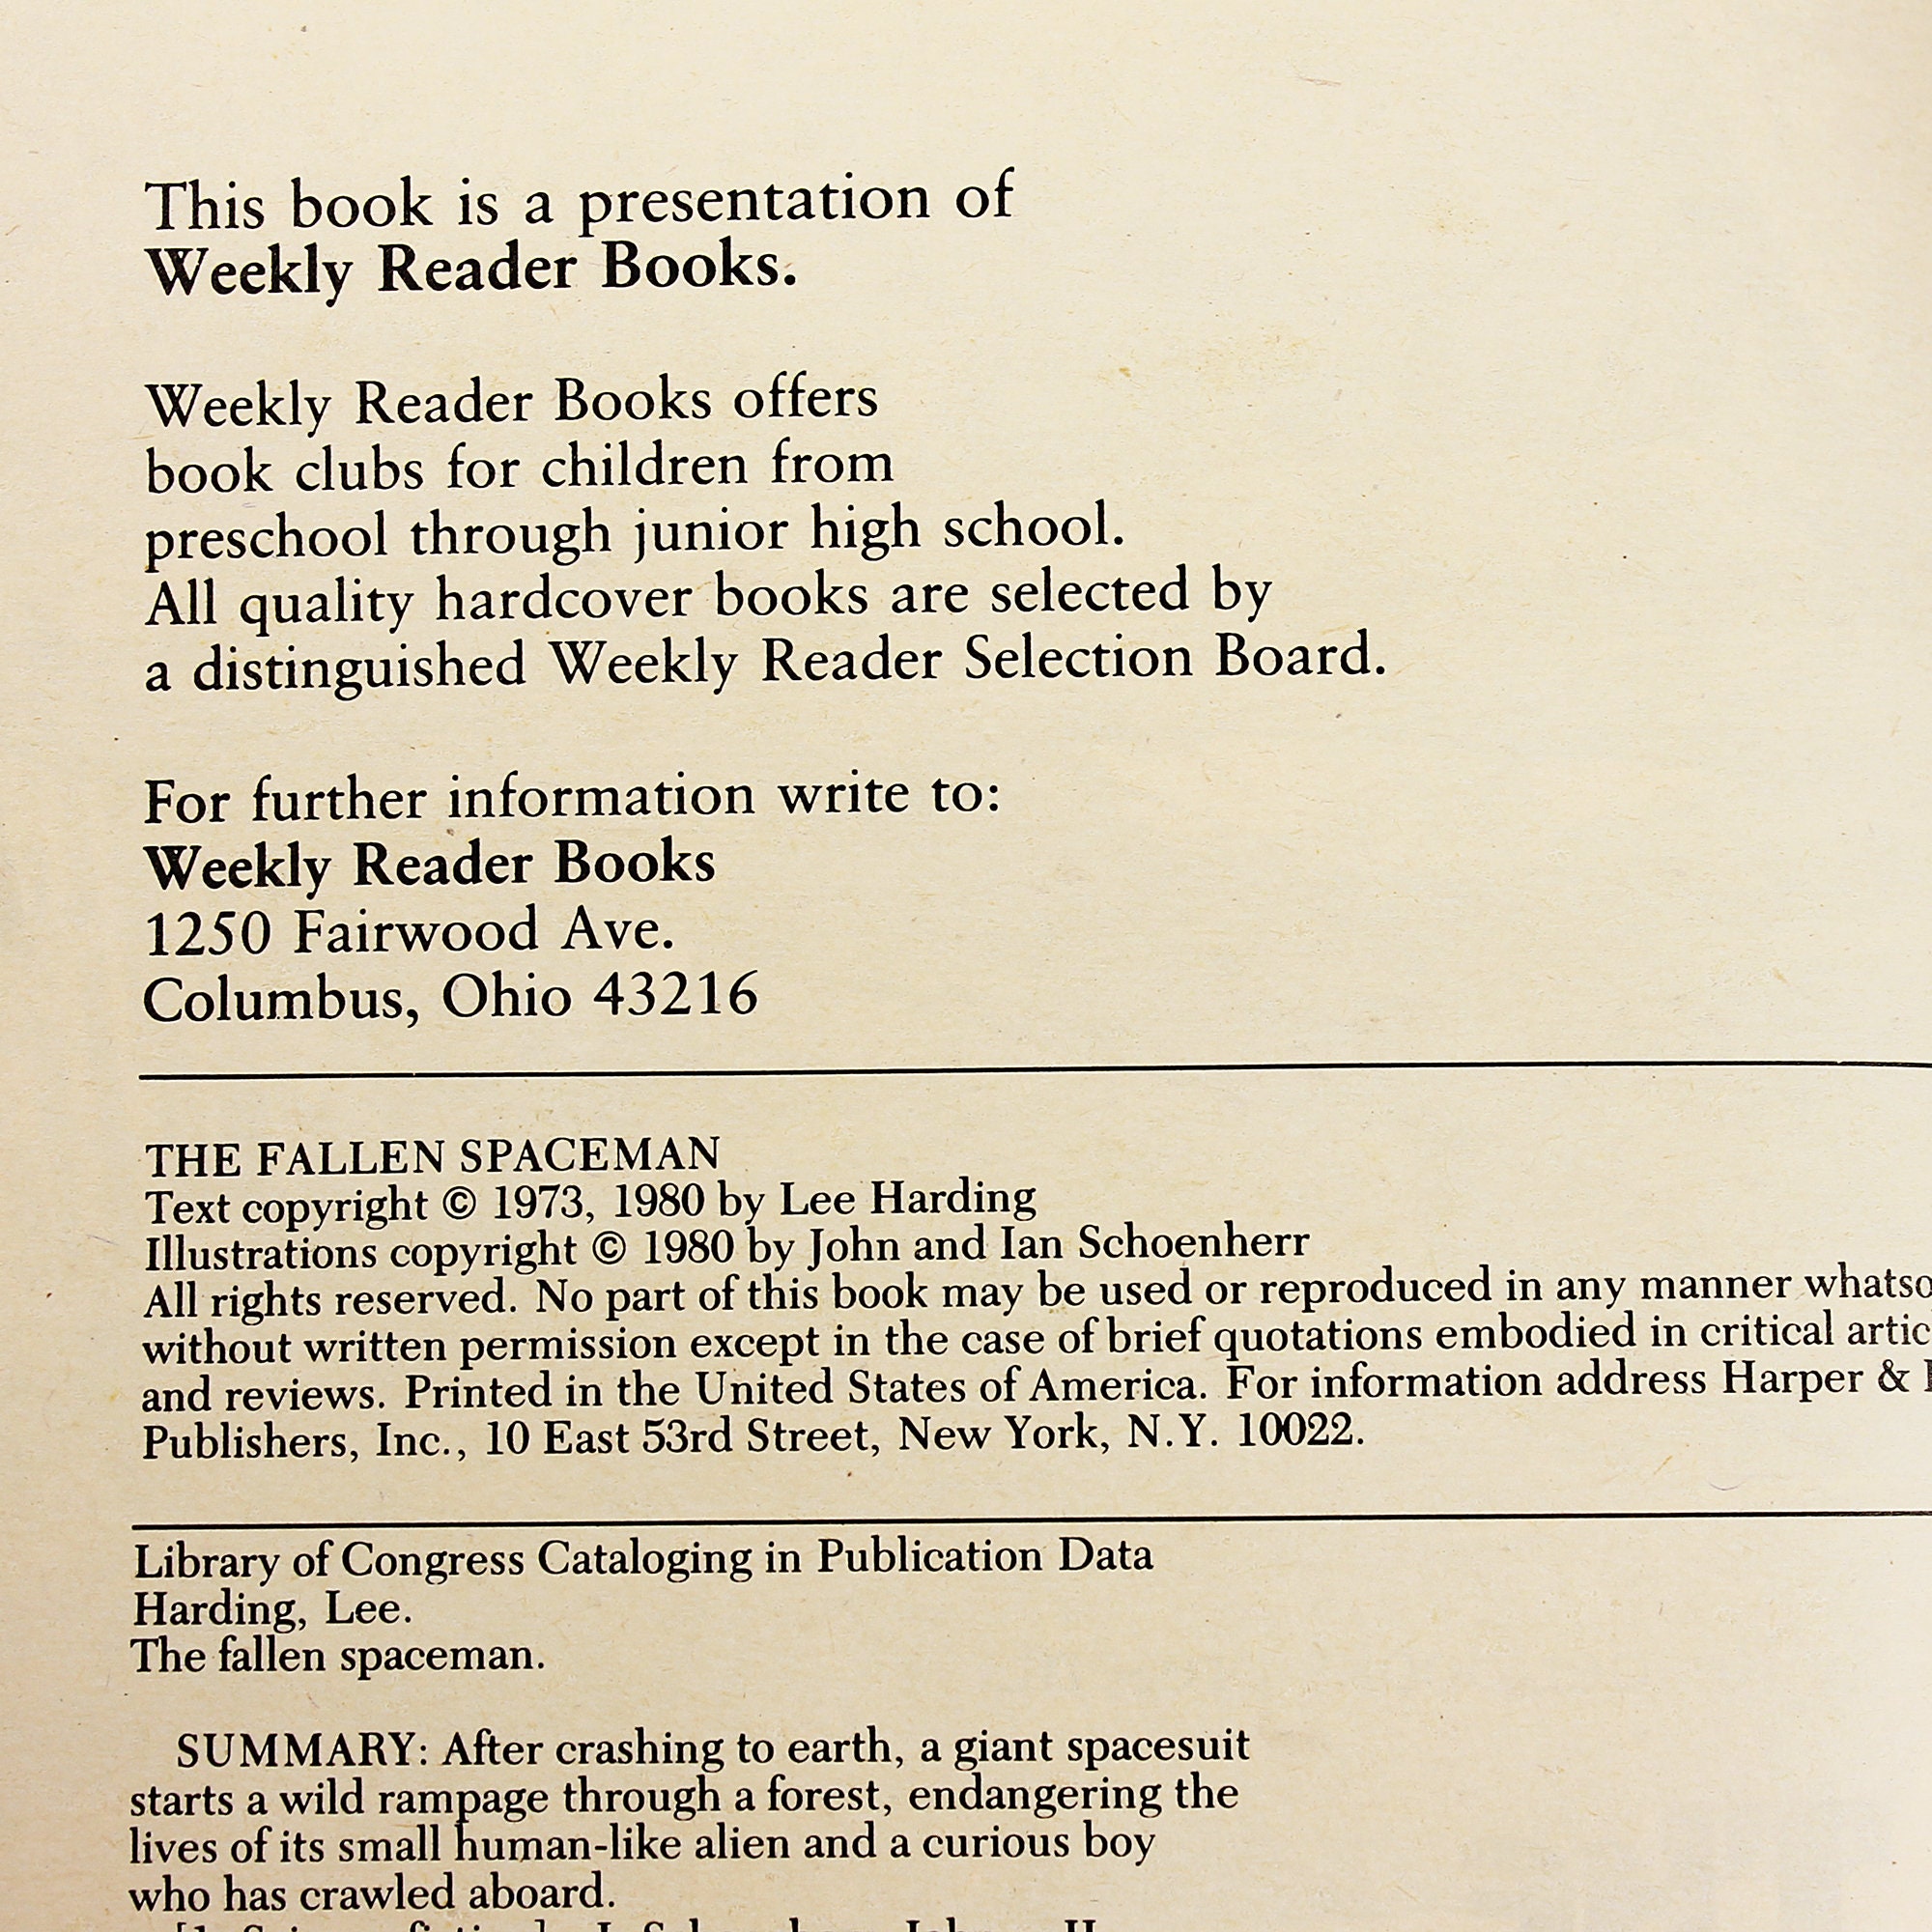 This book is a presentation of
Weekly Reader Books.
Weekly Reader Books offers
book clubs for children from
preschool through junior high school.
All quality hardcover books are selected by
a distinguished Weekly Reader Selection Board.
For further information write to:
Weekly Reader Books
1250 Fairwood Ave.
Columbus, Ohio 43216
THE FALLEN SPACEMAN
Text copyright © 1973, 1980 by Lee Harding
Illustrations copyright © 1980 by John and Ian Schoenherr
All rights reserved. No part of this book may be used or reproduced in any manner
without written permission except in the case of brief quotations embodied in critical
and reviews. Printed in the United States of America. For information address Harper &
Publishers, Inc., 10 East 53rd Street, New York, N.Y. 10022.
Library of Congress Cataloging in Publication Data
Harding, Lee.
The fallen spaceman.
SUMMARY: After crashing to earth, a giant spacesuit
starts a wild rampage through a forest, endangering the
lives of its small human-like alien and a curious boy
who has crawled aboard.